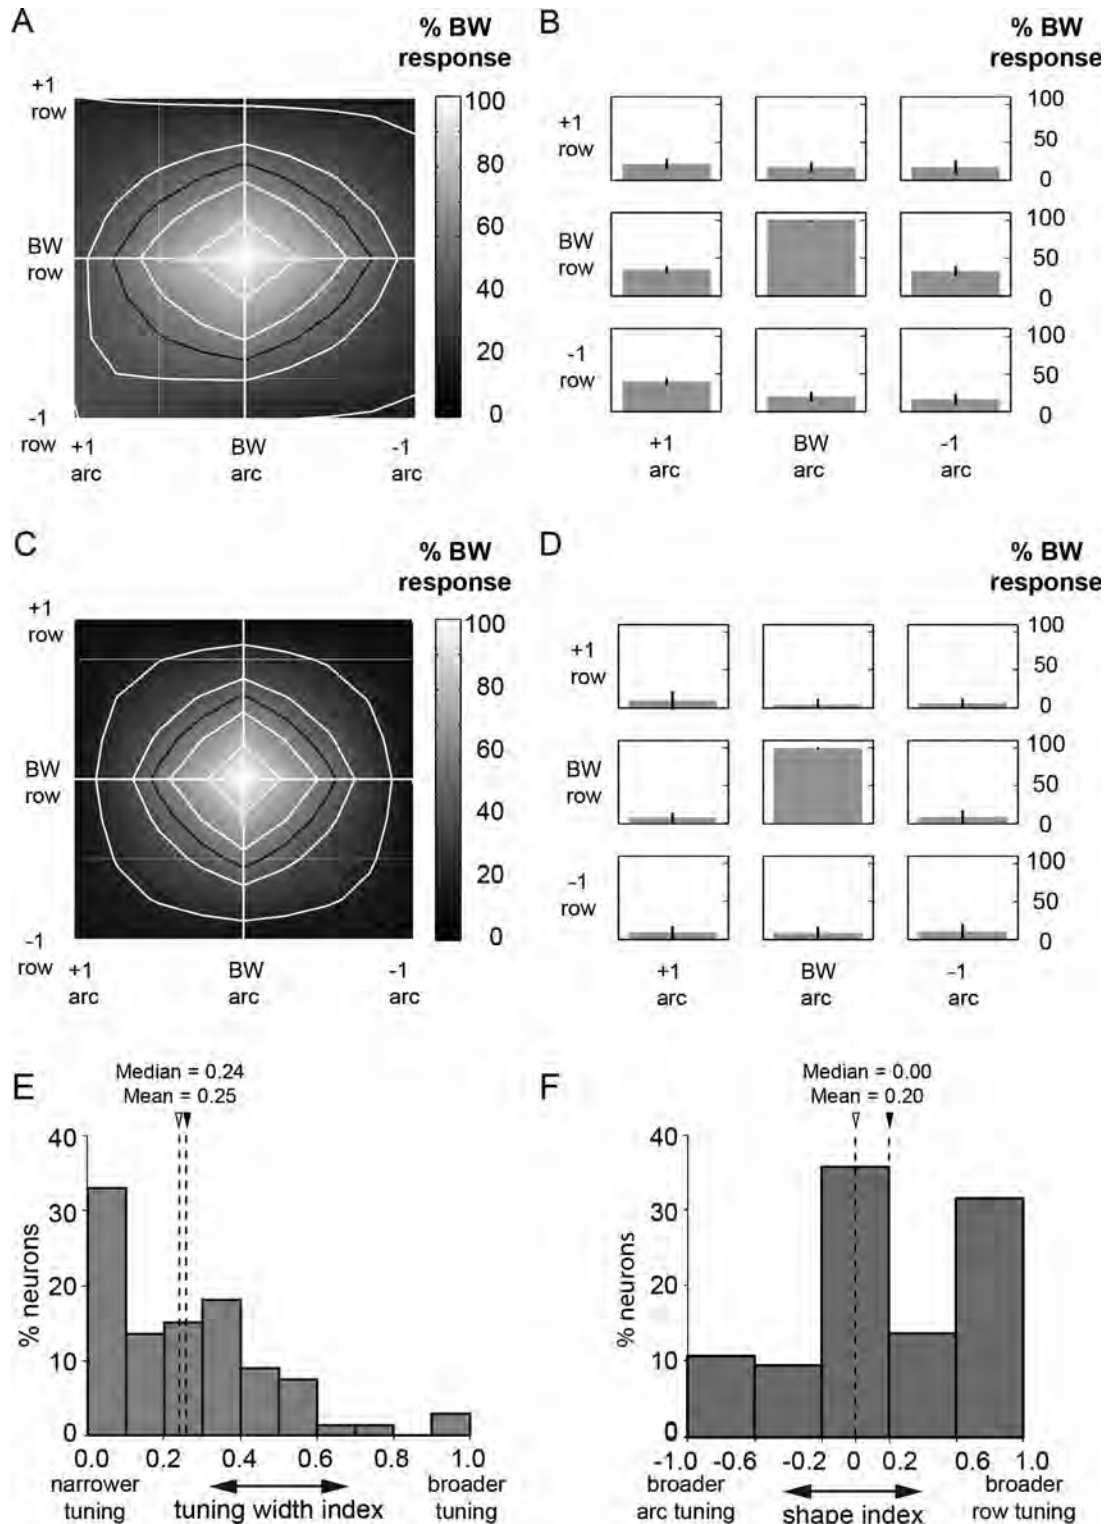 A
% BW
response
+1
row
BW
row
-1
row
+1
arc
BW
arc
-1
arc
100
80
60
40
20
0
B
% BW
response
+1
row
BW
row
-1
row
100
50
0
100
50
0
100
50
0
+1
arc
BW
arc
-1
arc
C
% BW
response
+1
row
BW
row
-1
row
+1
arc
BW
arc
-1
arc
100
80
60
40
20
0
D
% BW
response
+1
row
BW
row
-1
row
100
50
0
100
50
0
100
50
0
+1
arc
BW
arc
-1
arc
E
Median = 0.24
Mean = 0.25
% neurons
40
30
20
10
0
0.0 0.2 0.4 0.6 0.8 1.0
narrower
tuning
tuning width index
broader
tuning
F
Median = 0.00
Mean = 0.20
% neurons
40
30
20
10
0
-1.0 -0.6 -0.2 0 0.2 0.6 1.0
broader
arc tuning
shape index
broader
row tuning